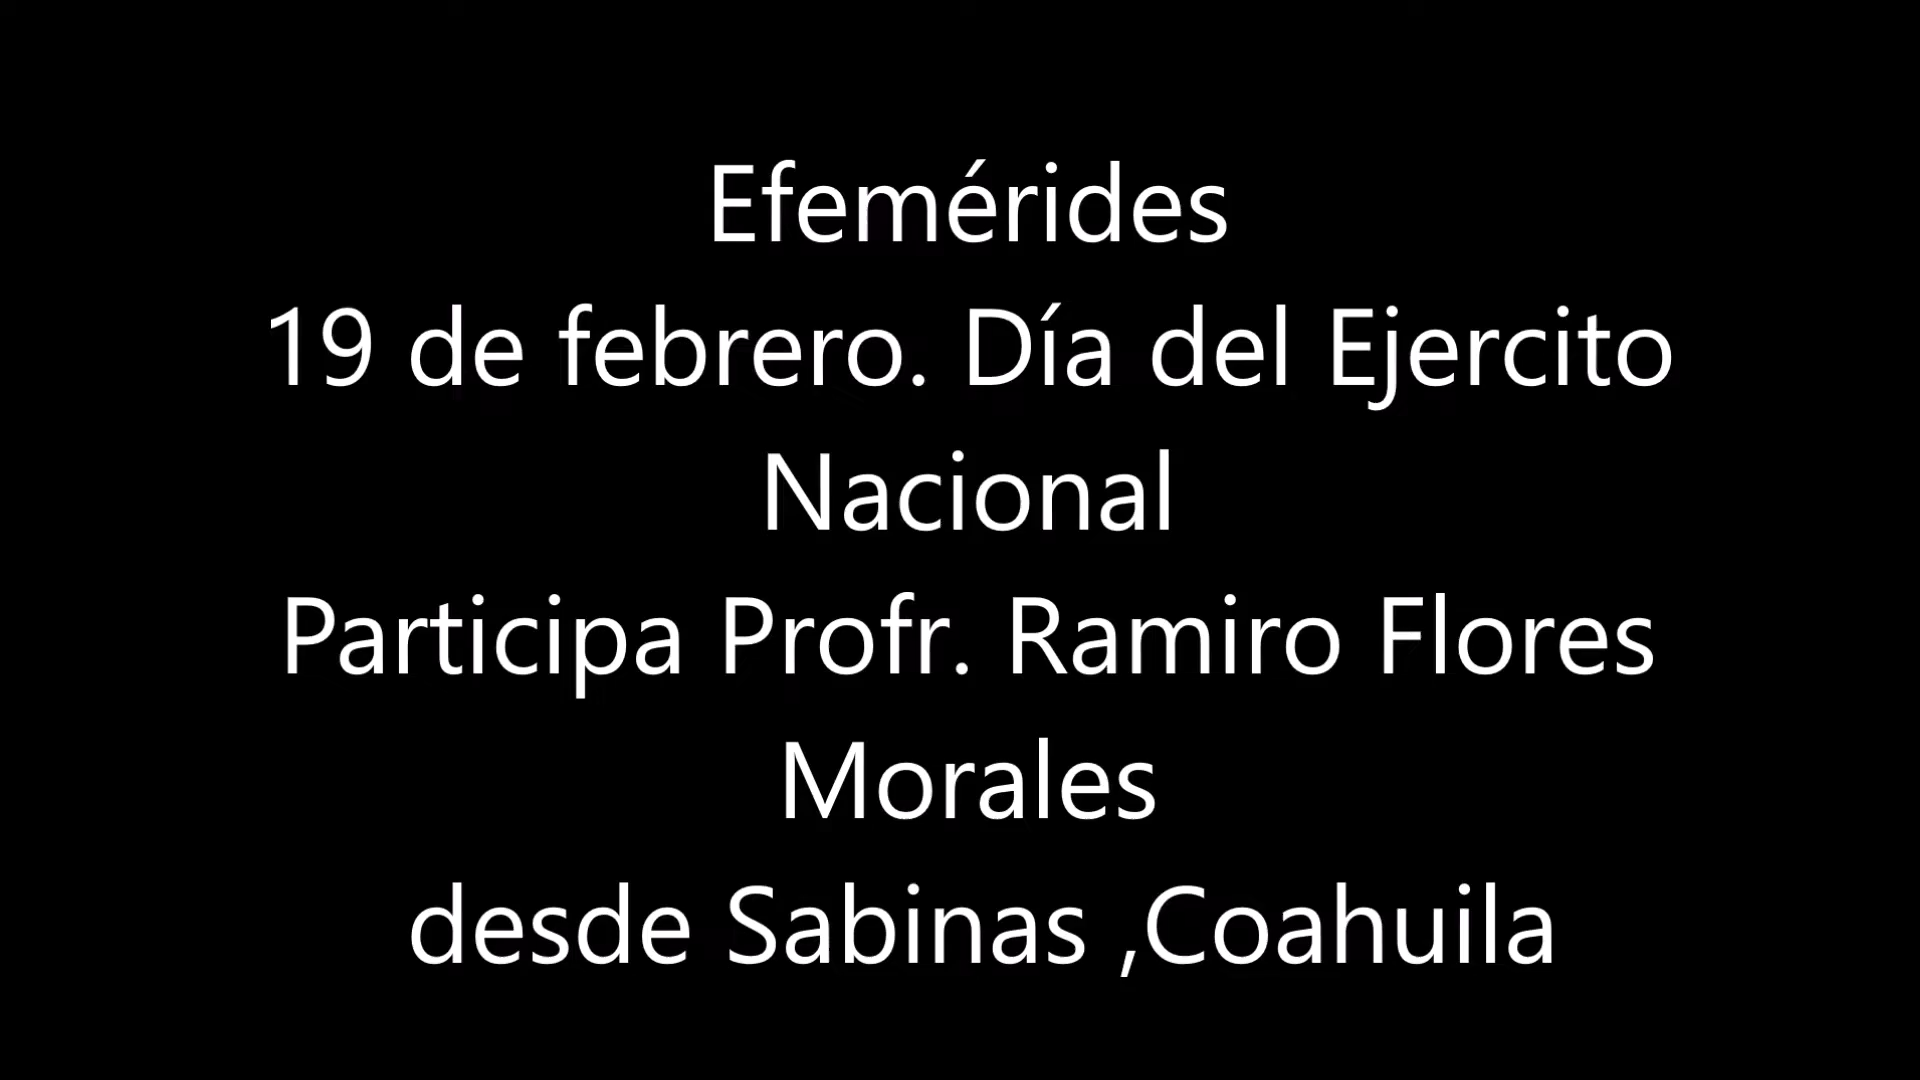 Efemérides
19 de febrero. Día del Ejercito
Nacional
Participa Profr. Ramiro Flores
Morales
desde Sabinas ,Coahuila